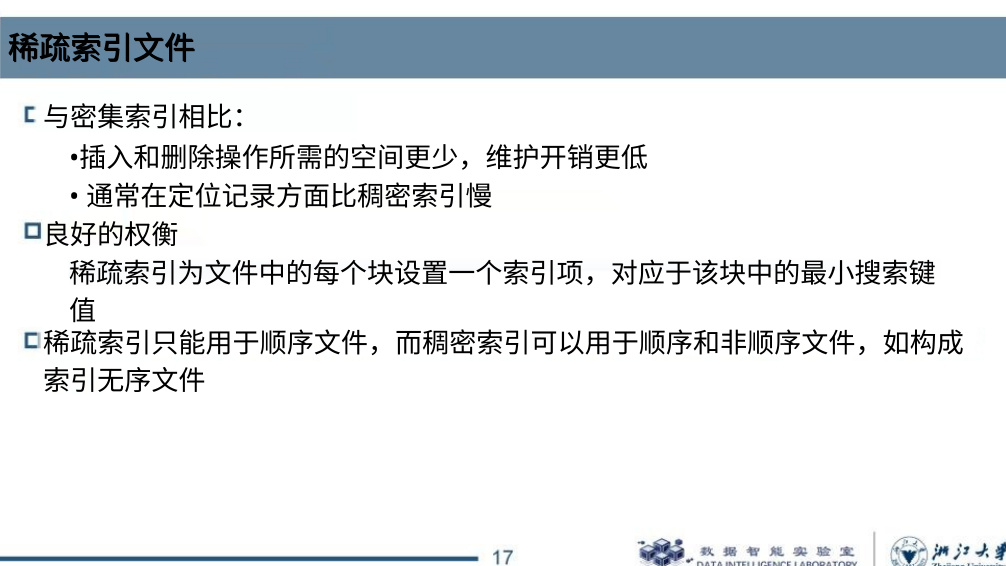 稀疏索引文件
与密集索引相比：
•插入和删除操作所需的空间更少，维护开销更低
• 通常在定位记录方面比稠密索引慢
良好的权衡
稀疏索引为文件中的每个块设置一个索引项，对应于该块中的最小搜索键
值
稀疏索引只能用于顺序文件，而稠密索引可以用于顺序和非顺序文件，如构成
索引无序文件
17
数据智能实验室
DATA INTELLIGENCE LABORATORY
浙江大学
Zhejiang University